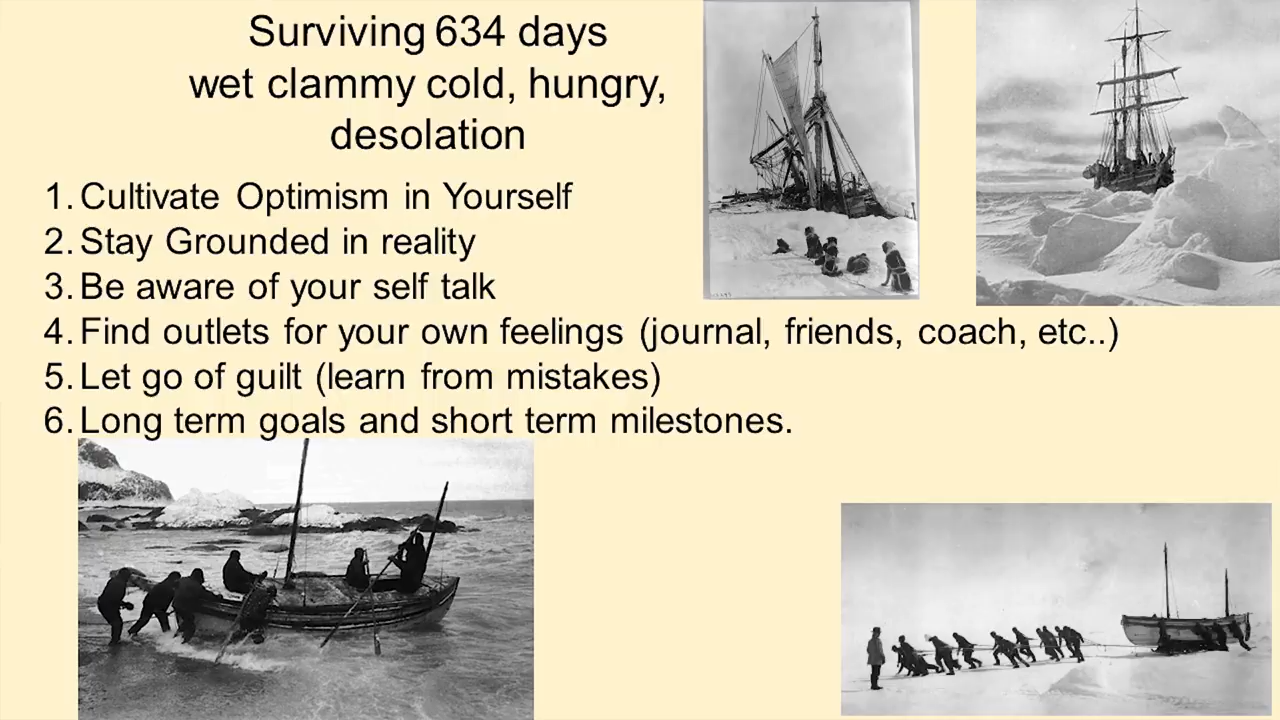 Surviving 634 days
wet clammy cold, hungry,
desolation
1. Cultivate Optimism in Yourself
2. Stay Grounded in reality
3. Be aware of your self talk
4. Find outlets for your own feelings (journal, friends, coach, etc..)
5. Let go of guilt (learn from mistakes)
6. Long term goals and short term milestones.